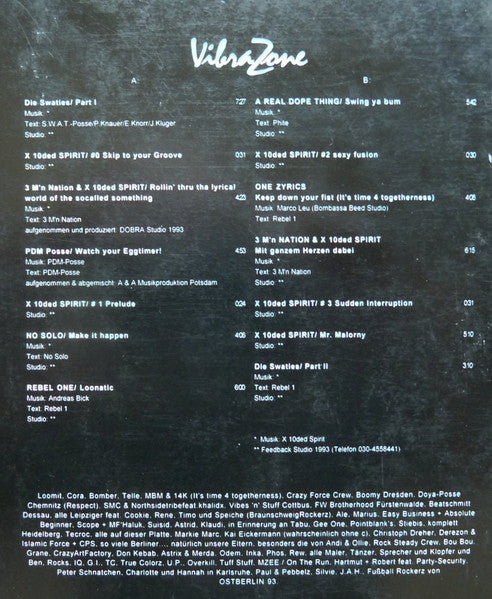 VibraZone
A:
Die Swaties/ Part I 7:27
Musik: *
Text: S.W.A.T.-Posse/P.Knauer/E.Knorr/J.Kluger
Studio: **
X 10ded SPIRIT/ #0 Skip to your Groove 0:31
Studio: **
3 M'n Nation & X 10ded SPIRIT/ Rollin' thru the lyrical
world of the socalled something 4:23
Musik: *
Text: 3 M'n Nation
aufgenommen und produziert: DOBRA Studio 1993
PDM Posse/ Watch your Eggtimer! 4:53
Musik: PDM-Posse
Text: PDM-Posse
aufgenommen & abgemischt: A & A Musikproduktion Potsdam
X 10ded SPIRIT/ # 1 Prelude 0:24
Studio: **
NO SOLO/ Make it happen 4:06
Musik: *
Text: No Solo
Studio: **
REBEL ONE/ Loonatic 6:00
Musik: Andreas Bick
Text: Rebel 1
Studio: **
B:
A REAL DOPE THING/ Swing ya bum 5:42
Musik: *
Text: Phite
Studio: **
X 10ded SPIRIT/ #2 sexy fusion 0:30
Studio: **
ONE ZYRICS
Keep down your fist (It's time 4 togetherness) 4:08
Musik: Marco Leu (Bombassa Beed Studio)
Text: Rebel 1
3 M'n NATION & X 10ded SPIRIT
Mit ganzem Herzen dabei 6:15
Musik: *
Text: 3 M'n Nation
Studio: **
X 10ded SPIRIT/ # 3 Sudden Interruption 0:31
Studio: **
X 10ded SPIRIT/ Mr. Malorny 5:10
Studio: **
Die Swaties/ Part II 3:10
Musik: *
Text: Rebel 1
Studio: **
* Musik: X 10ded Spirit
** Feedback Studio 1993 (Telefon 030-4558441)
Loomit, Cora, Bomber, Telle, MBM & 14K (It's time 4 togetherness), Crazy Force Crew, Boomy Dresden, Doya-Posse
Chemnitz (Respect), SMC & Northsidetribefeat.khalidx, Vibes 'n' Stuff Cottbus, FW Brotherhood Fürstenwalde, Beatschmitt
Dessau, alle Leipziger feat. Cookie, Rene, Timo und Speiche (BraunschweigRockerz), Ale, Marius, Easy Business + Absolute
Beginner, Scope + MF'Haluk, Suisid, Astrid, Klaudi, in Erinnerung an Tabu, Gee One, Pointblank's, Stiebis, komplett
Heidelberg, Tecroc, alle auf dieser Platte, Markie Marc, Kai Eckermann (wahrscheinlich ohne c), Christoph Dreher, Derezon &
Islamic Force + CPS, so viele Berliner.... natürlich unsere Eltern, besonders die von Andi & Ollie, Rock Steady Crew, Bou Bou,
Grane, CrazyArtFactory, Don Kebab, Astrix & Merda, Odem, Inka, Phos, Rew, alle Maler, Tänzer, Sprecher und Klopfer und
Ben, Rocks, IQ, G.I., TC, True Colorz, U.P., Overkill, Tuff Stuff, MZEE / On The Run, Hartmut + Robert feat. Party-Security,
Peter Schnatchen, Charlotte und Hannah in Karlsruhe, Paul & Pebbelz, Silvie, J.A.H., Fußball Rockerz von
OSTBERLIN 93.